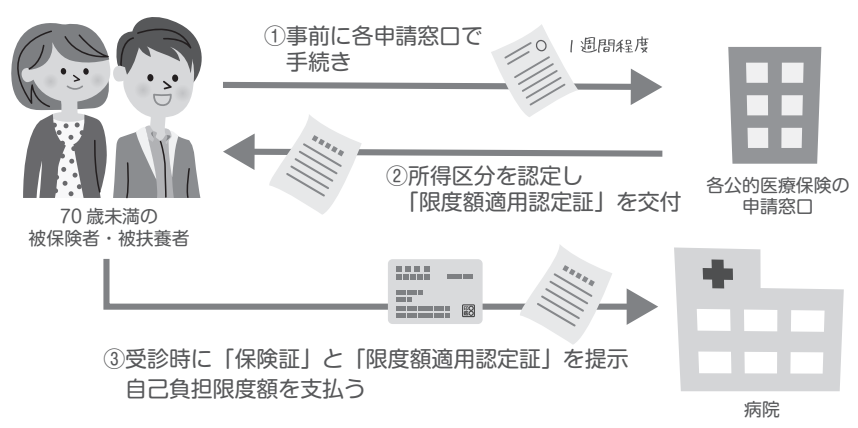 ①事前に各申請窓口で
手続き
1週間程度
②所得区分を認定し
「限度額適用認定証」を交付
各公的医療保険の
申請窓口
70歳未満の
被保険者・被扶養者
③受診時に「保険証」と「限度額適用認定証」を提示
自己負担限度額を支払う
病院